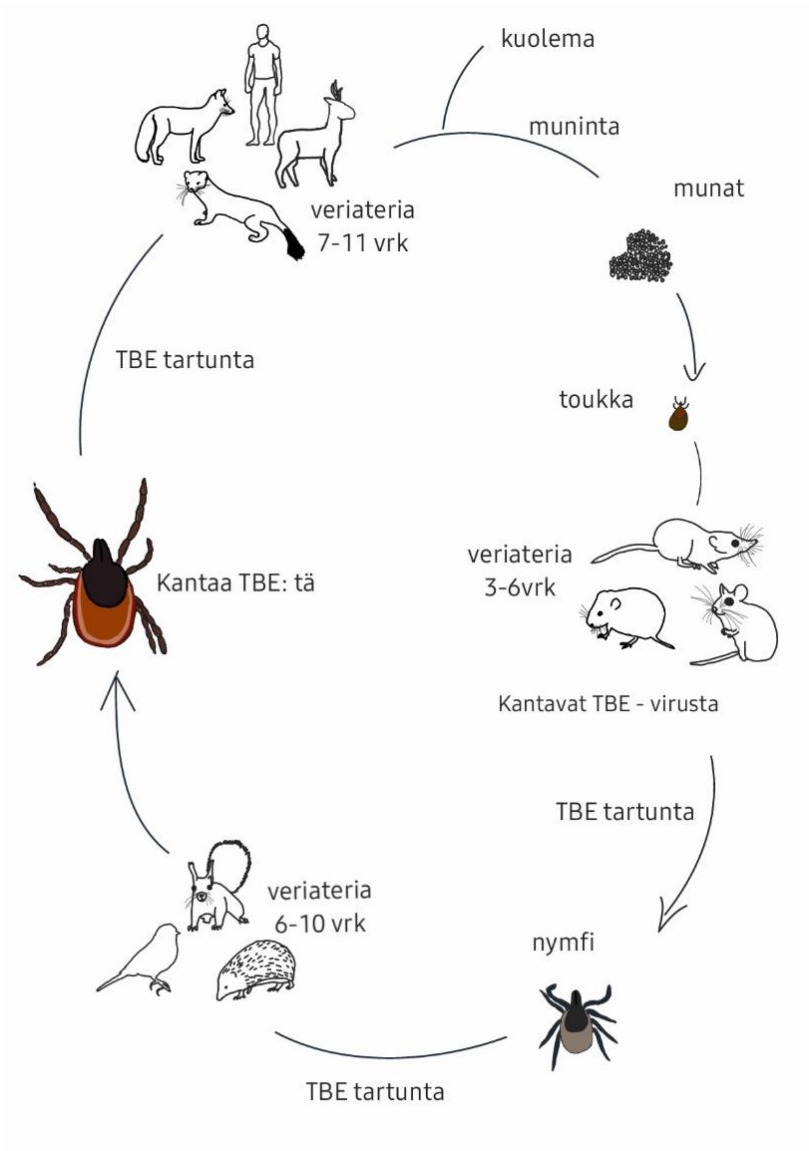 kuolema
muninta
munat
veriateria
7-11 vrk
TBE tartunta
toukka
veriateria
3-6vrk
Kantaa TBE: tä
Kantavat TBE - virusta
TBE tartunta
veriateria
6-10 vrk
nymfi
TBE tartunta